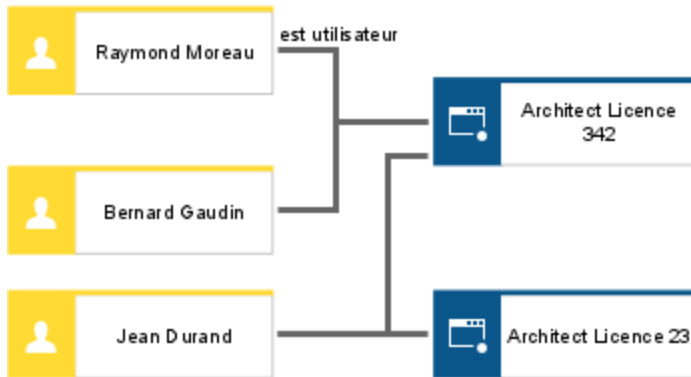 Raymond Moreau
est utilisateur
Architect Licence
342
Bernard Gaudin
Jean Durand
Architect Licence 23